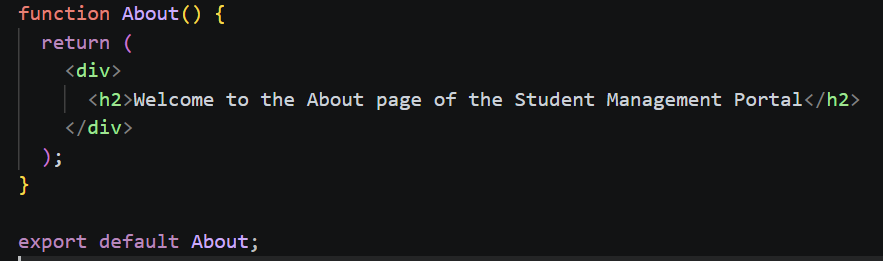 function About() {
  return (
    <div>
      <h2>Welcome to the About page of the Student Management Portal</h2>
    </div>
  );
}

export default About;